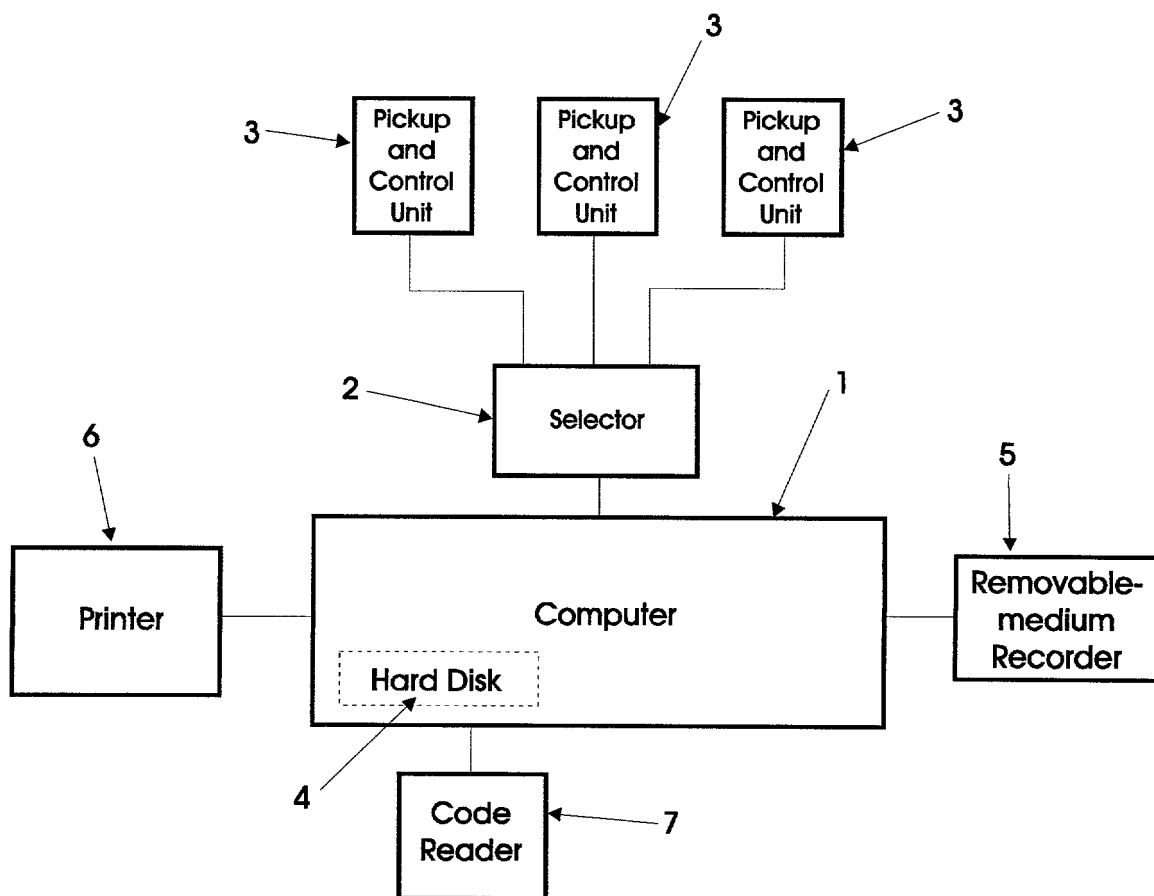 3
3
3
Pickup
and
Control
Unit
Pickup
and
Control
Unit
Pickup
and
Control
Unit
2
Selector
1
6
5
Printer
Computer
Removable-
medium
Recorder
Hard Disk
4
Code
Reader
7